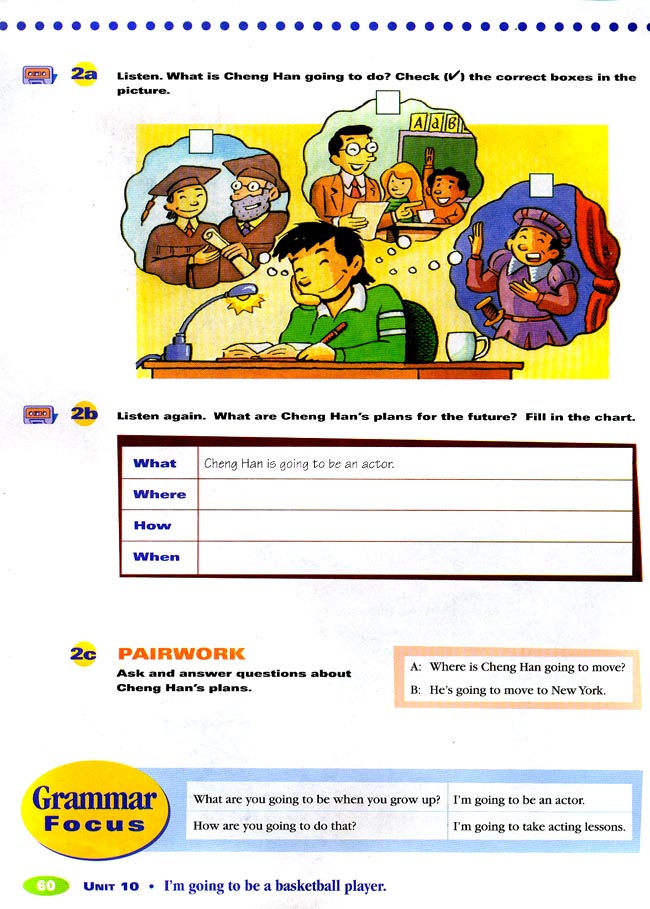 2a Listen. What is Cheng Han going to do? Check (✓) the correct boxes in the
picture.
AaB
2b Listen again. What are Cheng Han's plans for the future? Fill in the chart.
What Cheng Han is going to be an actor.
Where
How
When
2c PAIRWORK
Ask and answer questions about
Cheng Han's plans.
A: Where is Cheng Han going to move?
B: He's going to move to New York.
Grammar
Focus
What are you going to be when you grow up? I'm going to be an actor.
How are you going to do that? I'm going to take acting lessons.
60 UNIT 10 • I'm going to be a basketball player.